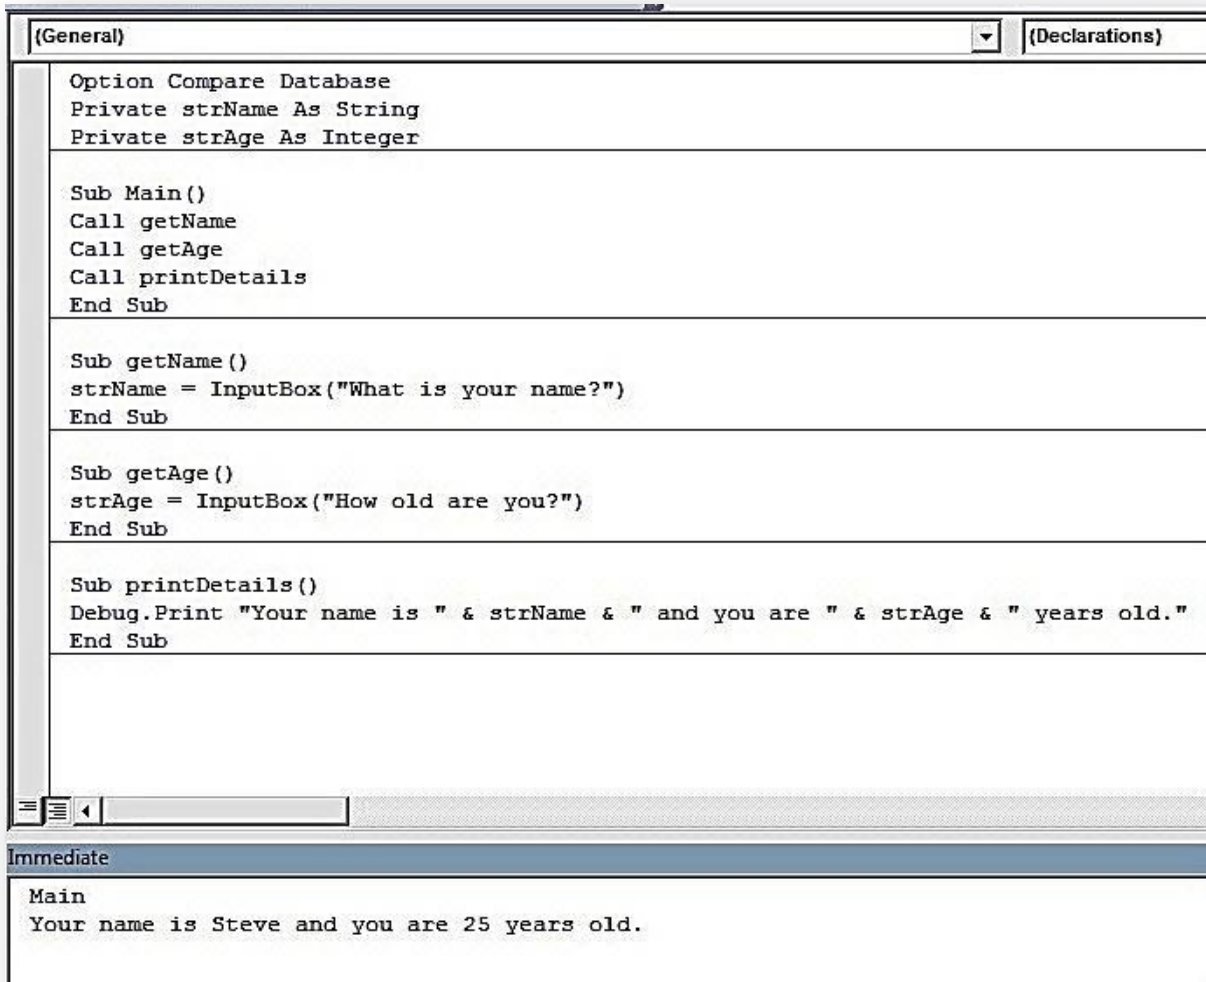 (General)
(Declarations)
Option Compare Database
Private strName As String
Private strAge As Integer
Sub Main()
Call getName
Call getAge
Call printDetails
End Sub
Sub getName()
strName = InputBox("What is your name?")
End Sub
Sub getAge()
strAge = InputBox("How old are you?")
End Sub
Sub printDetails()
Debug.Print "Your name is " & strName & " and you are " & strAge & " years old."
End Sub
Immediate
Main
Your name is Steve and you are 25 years old.